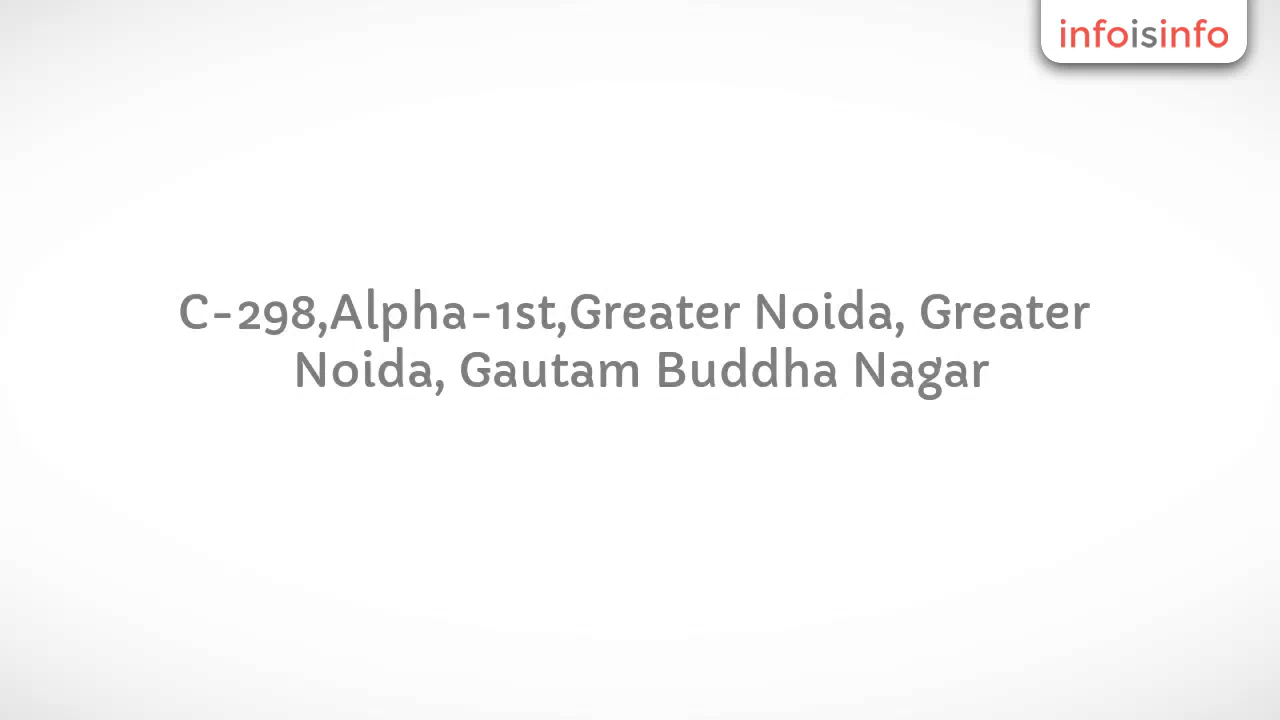 infoisinfo
C-298,Alpha-1st,Greater Noida, Greater
Noida, Gautam Buddha Nagar